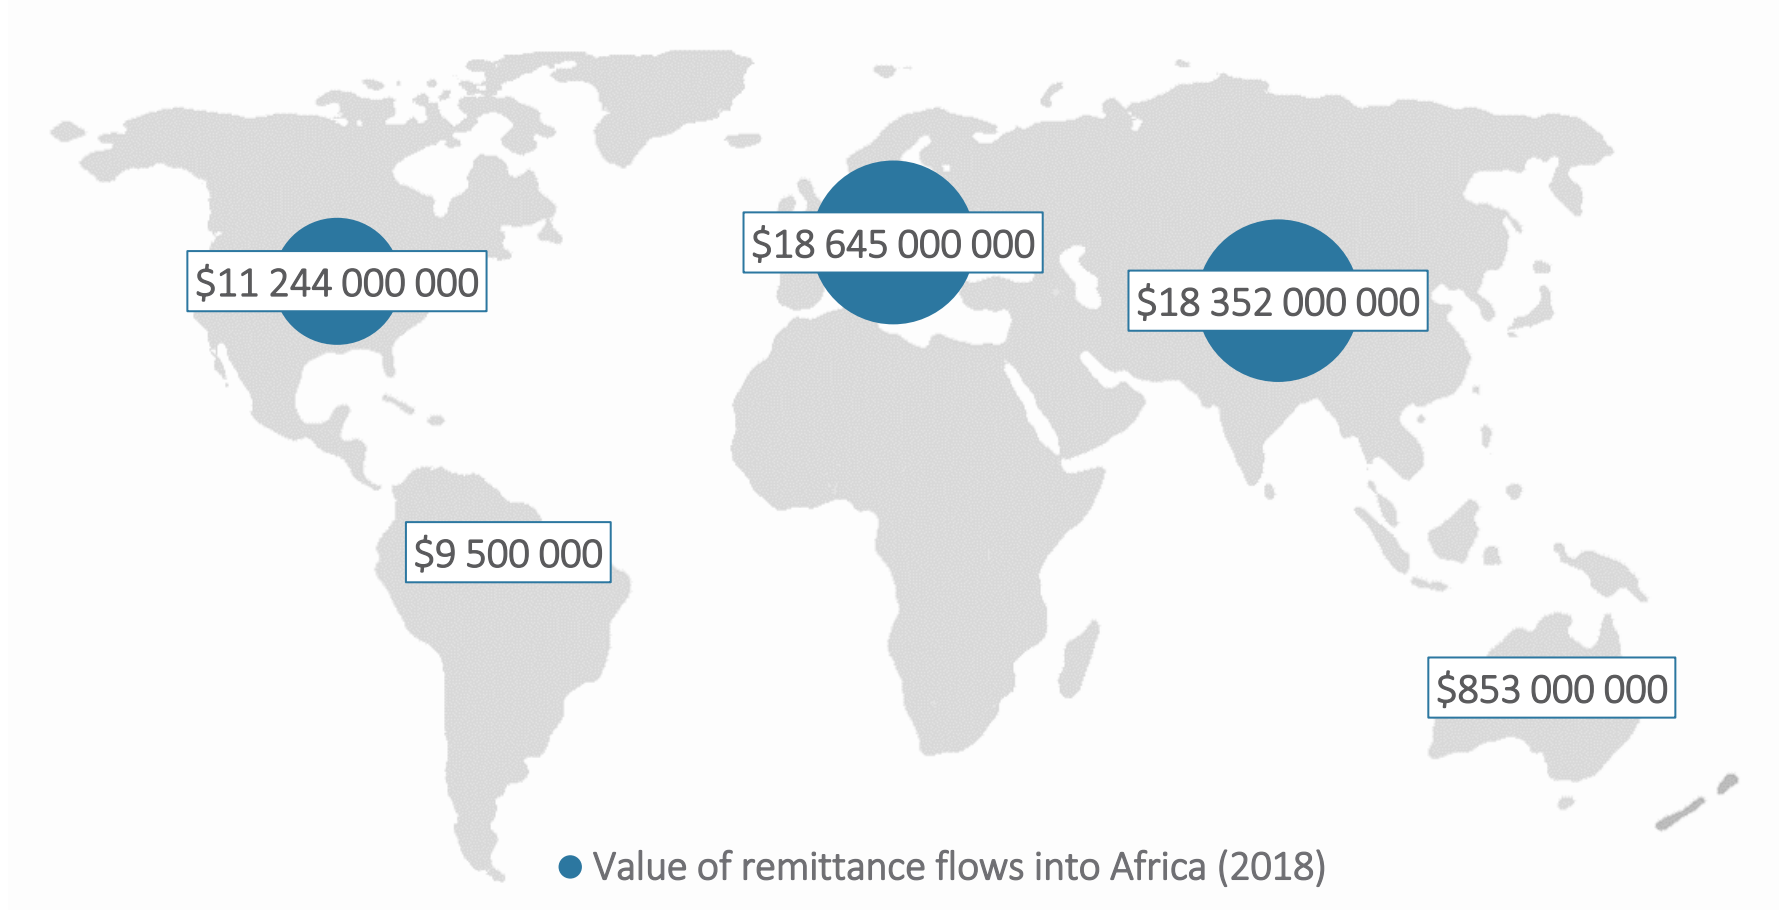 $18 645 000 000
$11 244 000 000
$18 352 000 000
$9 500 000
$853 000 000
Value of remittance flows into Africa (2018)